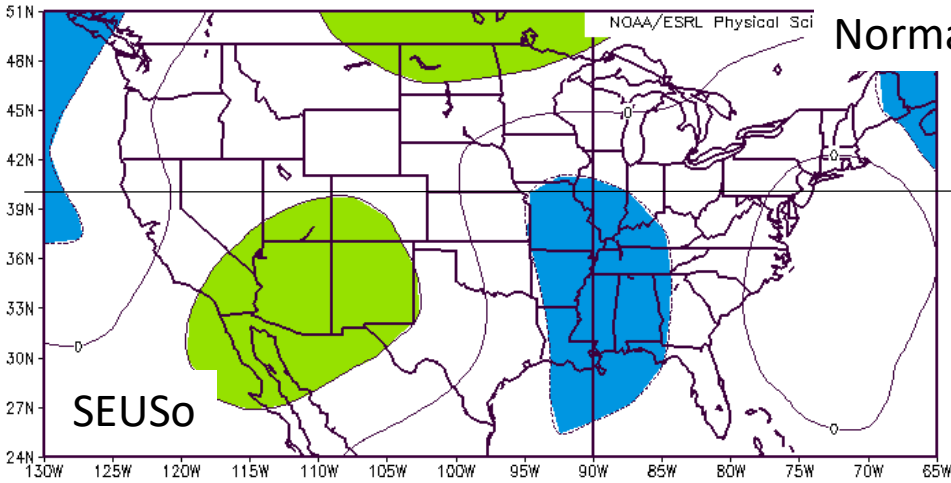 51N
NOAA/ESRL Physical Sci
Norma
48N
45N
0
42N
0
39N
36N
33N
30N
0
27N
SEUSo
0
24N
130W 125W 120W 115W 110W 105W 100W 95W 90W 85W 80W 75W 70W 65W